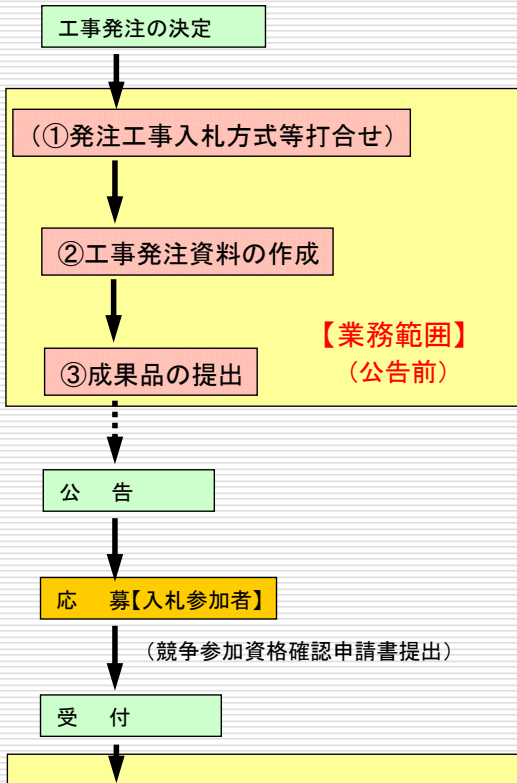 工事発注の決定
(①発注工事入札方式等打合せ)
②工事発注資料の作成
【業務範囲】
(公告前)
③成果品の提出
公　告
応　募【入札参加者】
(競争参加資格確認申請書提出)
受　付